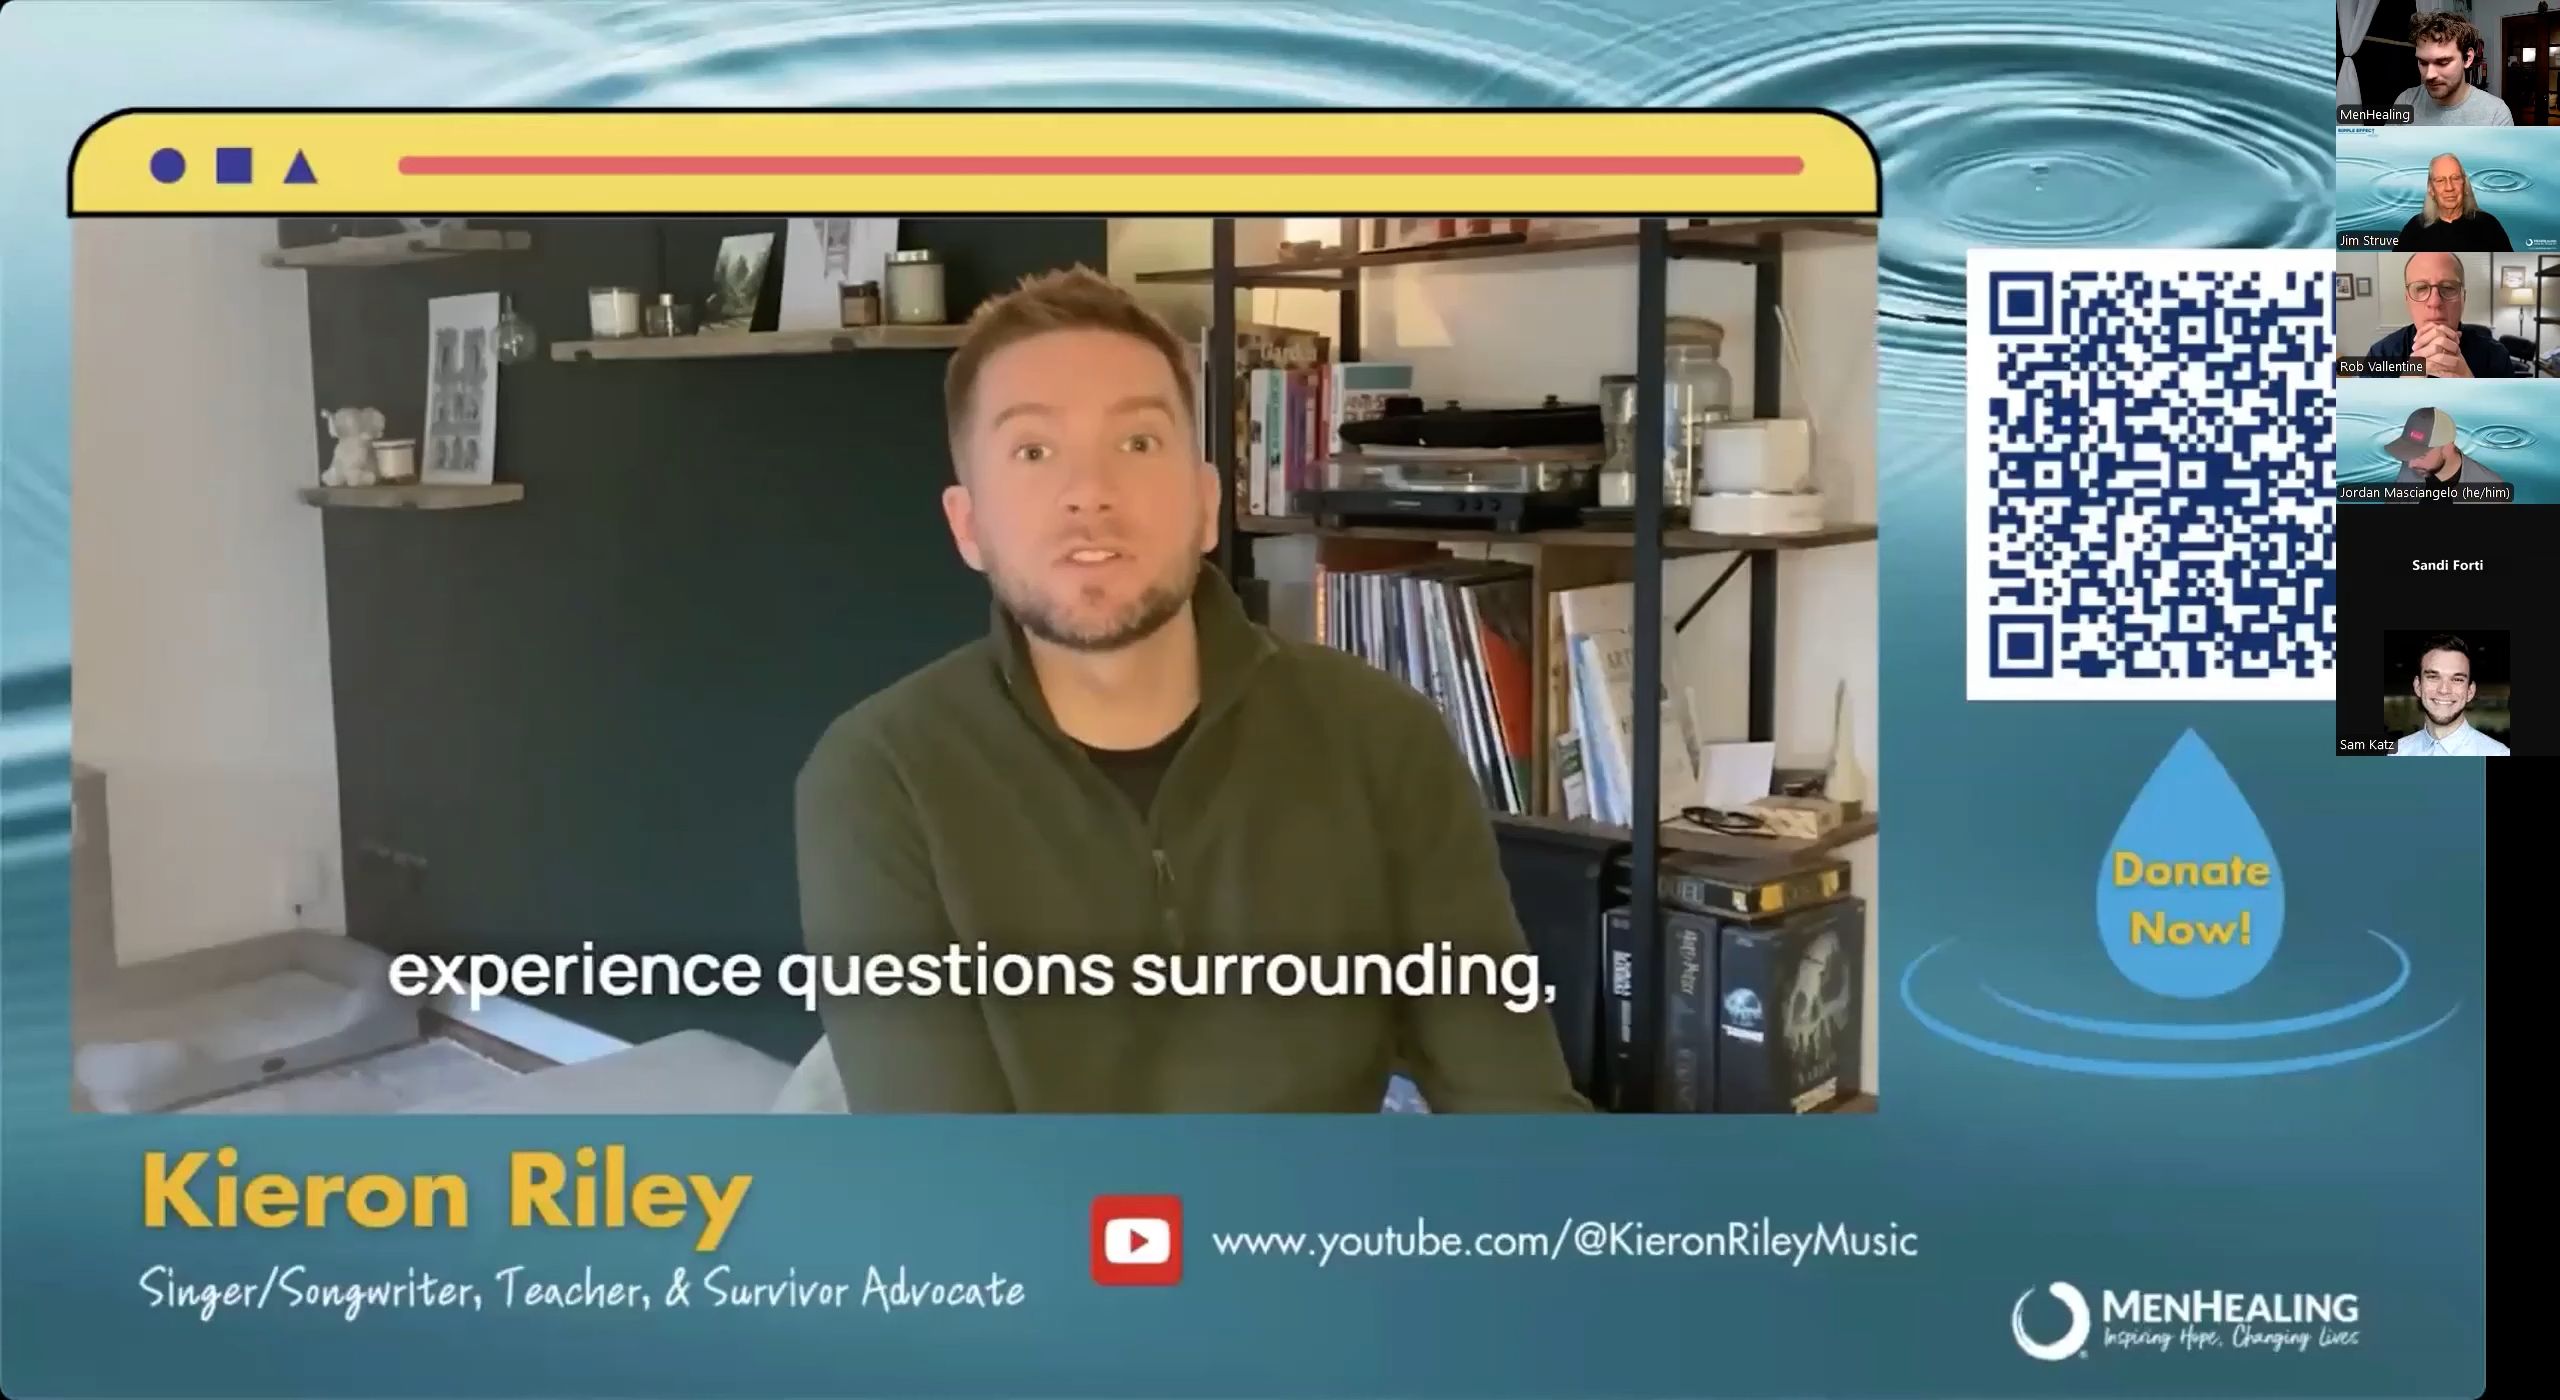 experience questions surrounding,
Kieron Riley
Singer/Songwriter, Teacher, & Survivor Advocate
www.youtube.com/@KieronRileyMusic
Donate
Now!
MENHEALING
Inspiring Hope. Changing Lives
MenHealing
Jim Struve
Rob Vallentine
Jordan Masciangelo (he/him)
Sandi Forti
Sam Katz